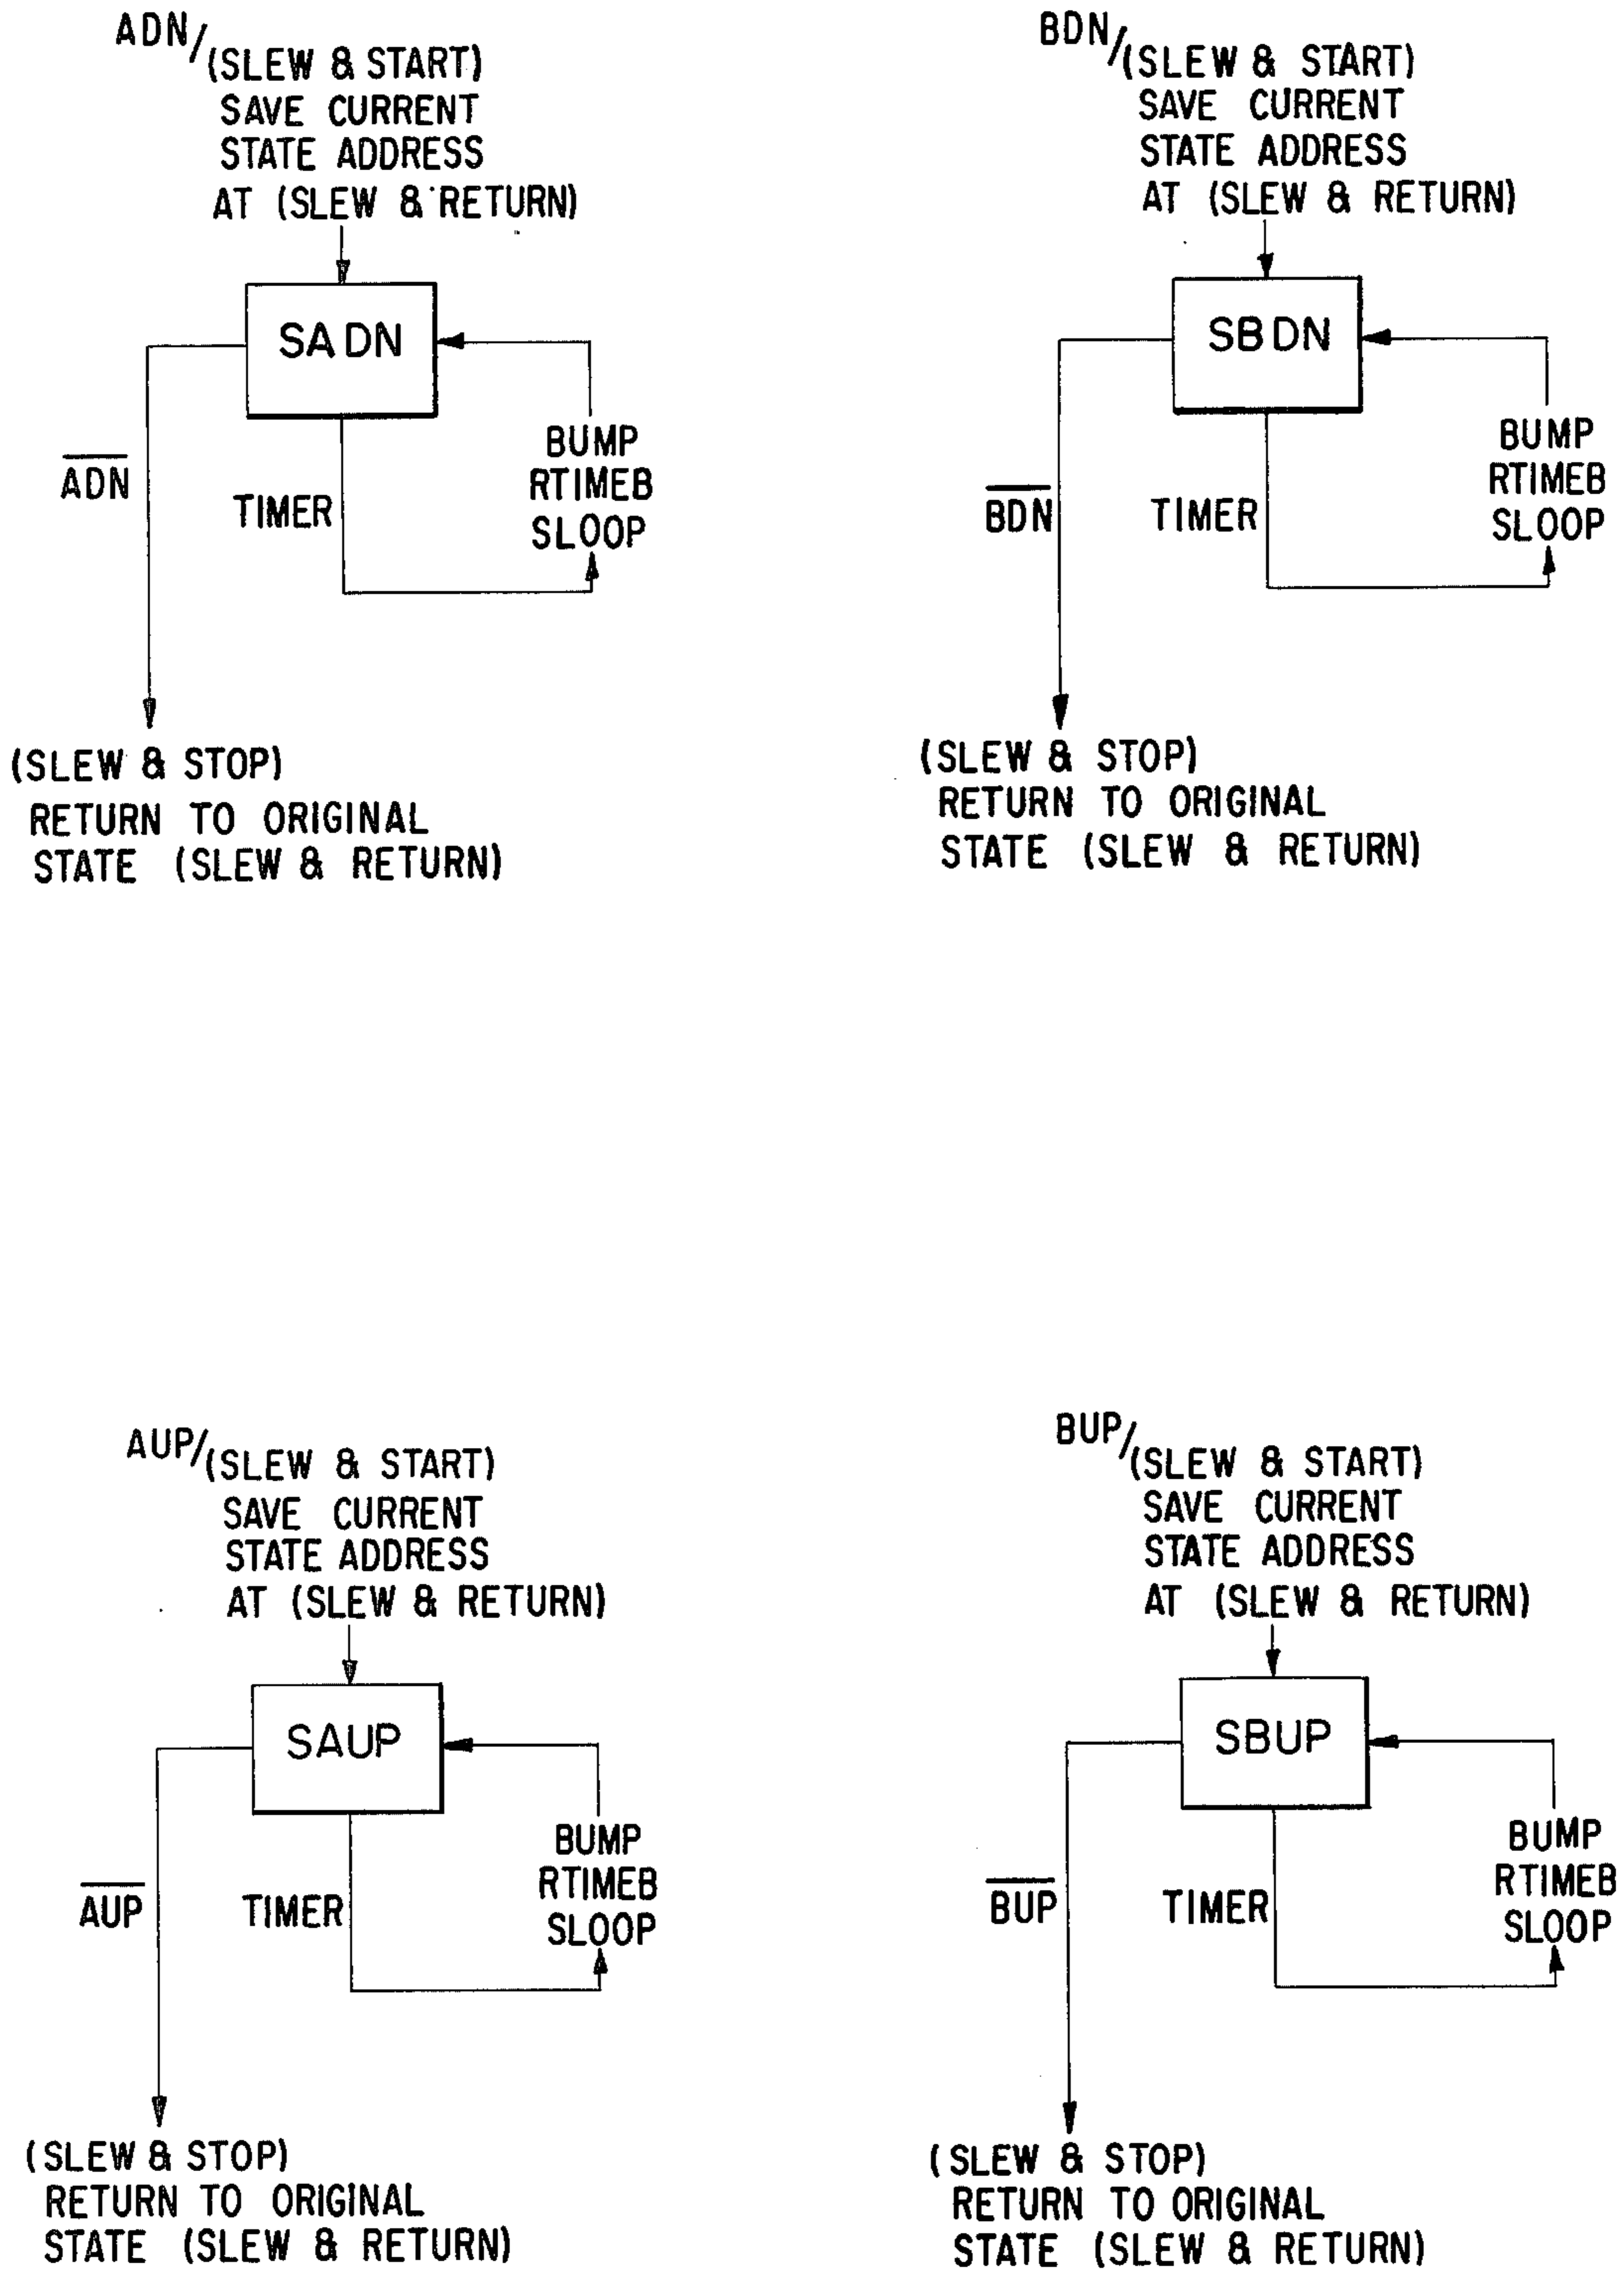 ADN/(SLEW & START)
SAVE CURRENT
STATE ADDRESS
AT (SLEW & RETURN)
SADN
ADN
TIMER
BUMP
RTIMEB
SLOOP
(SLEW & STOP)
RETURN TO ORIGINAL
STATE (SLEW & RETURN)
BDN/(SLEW & START)
SAVE CURRENT
STATE ADDRESS
AT (SLEW & RETURN)
SBDN
BDN
TIMER
BUMP
RTIMEB
SLOOP
(SLEW & STOP)
RETURN TO ORIGINAL
STATE (SLEW & RETURN)
AUP/(SLEW & START)
SAVE CURRENT
STATE ADDRESS
AT (SLEW & RETURN)
SAUP
AUP
TIMER
BUMP
RTIMEB
SLOOP
(SLEW & STOP)
RETURN TO ORIGINAL
STATE (SLEW & RETURN)
BUP/(SLEW & START)
SAVE CURRENT
STATE ADDRESS
AT (SLEW & RETURN)
SBUP
BUP
TIMER
BUMP
RTIMEB
SLOOP
(SLEW & STOP)
RETURN TO ORIGINAL
STATE (SLEW & RETURN)